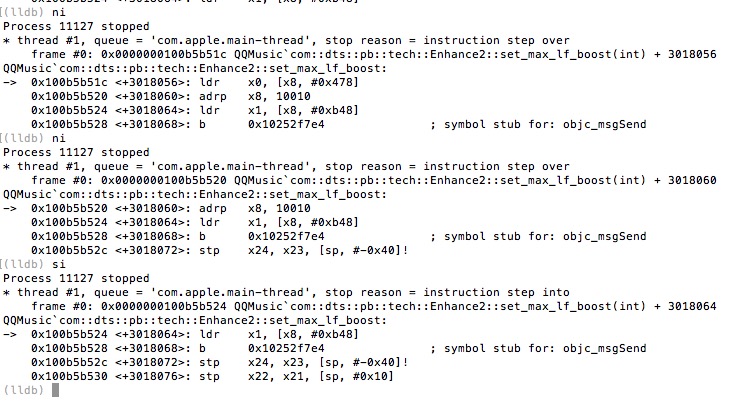 [(lldb) ni
Process 11127 stopped
* thread #1, queue = 'com.apple.main-thread', stop reason = instruction step over
frame #0: 0x0000000100b5b51c QQMusic`com::dts::pb::tech::Enhance2::set_max_lf_boost(int) + 3018056
QQMusic`com::dts::pb::tech::Enhance2::set_max_lf_boost:
-> 0x100b5b51c <+3018056>: ldr x0, [x8, #0x478]
0x100b5b520 <+3018060>: adrp x8, 10010
0x100b5b524 <+3018064>: ldr x1, [x8, #0xb48]
0x100b5b528 <+3018068>: b 0x10252f7e4 ; symbol stub for: objc_msgSend
[(lldb) ni
Process 11127 stopped
* thread #1, queue = 'com.apple.main-thread', stop reason = instruction step over
frame #0: 0x0000000100b5b520 QQMusic`com::dts::pb::tech::Enhance2::set_max_lf_boost(int) + 3018060
QQMusic`com::dts::pb::tech::Enhance2::set_max_lf_boost:
-> 0x100b5b520 <+3018060>: adrp x8, 10010
0x100b5b524 <+3018064>: ldr x1, [x8, #0xb48]
0x100b5b528 <+3018068>: b 0x10252f7e4 ; symbol stub for: objc_msgSend
0x100b5b52c <+3018072>: stp x24, x23, [sp, #-0x40]!
[(lldb) si
Process 11127 stopped
* thread #1, queue = 'com.apple.main-thread', stop reason = instruction step into
frame #0: 0x0000000100b5b524 QQMusic`com::dts::pb::tech::Enhance2::set_max_lf_boost(int) + 3018064
QQMusic`com::dts::pb::tech::Enhance2::set_max_lf_boost:
-> 0x100b5b524 <+3018064>: ldr x1, [x8, #0xb48]
0x100b5b528 <+3018068>: b 0x10252f7e4 ; symbol stub for: objc_msgSend
0x100b5b52c <+3018072>: stp x24, x23, [sp, #-0x40]!
0x100b5b530 <+3018076>: stp x22, x21, [sp, #0x10]
(lldb)